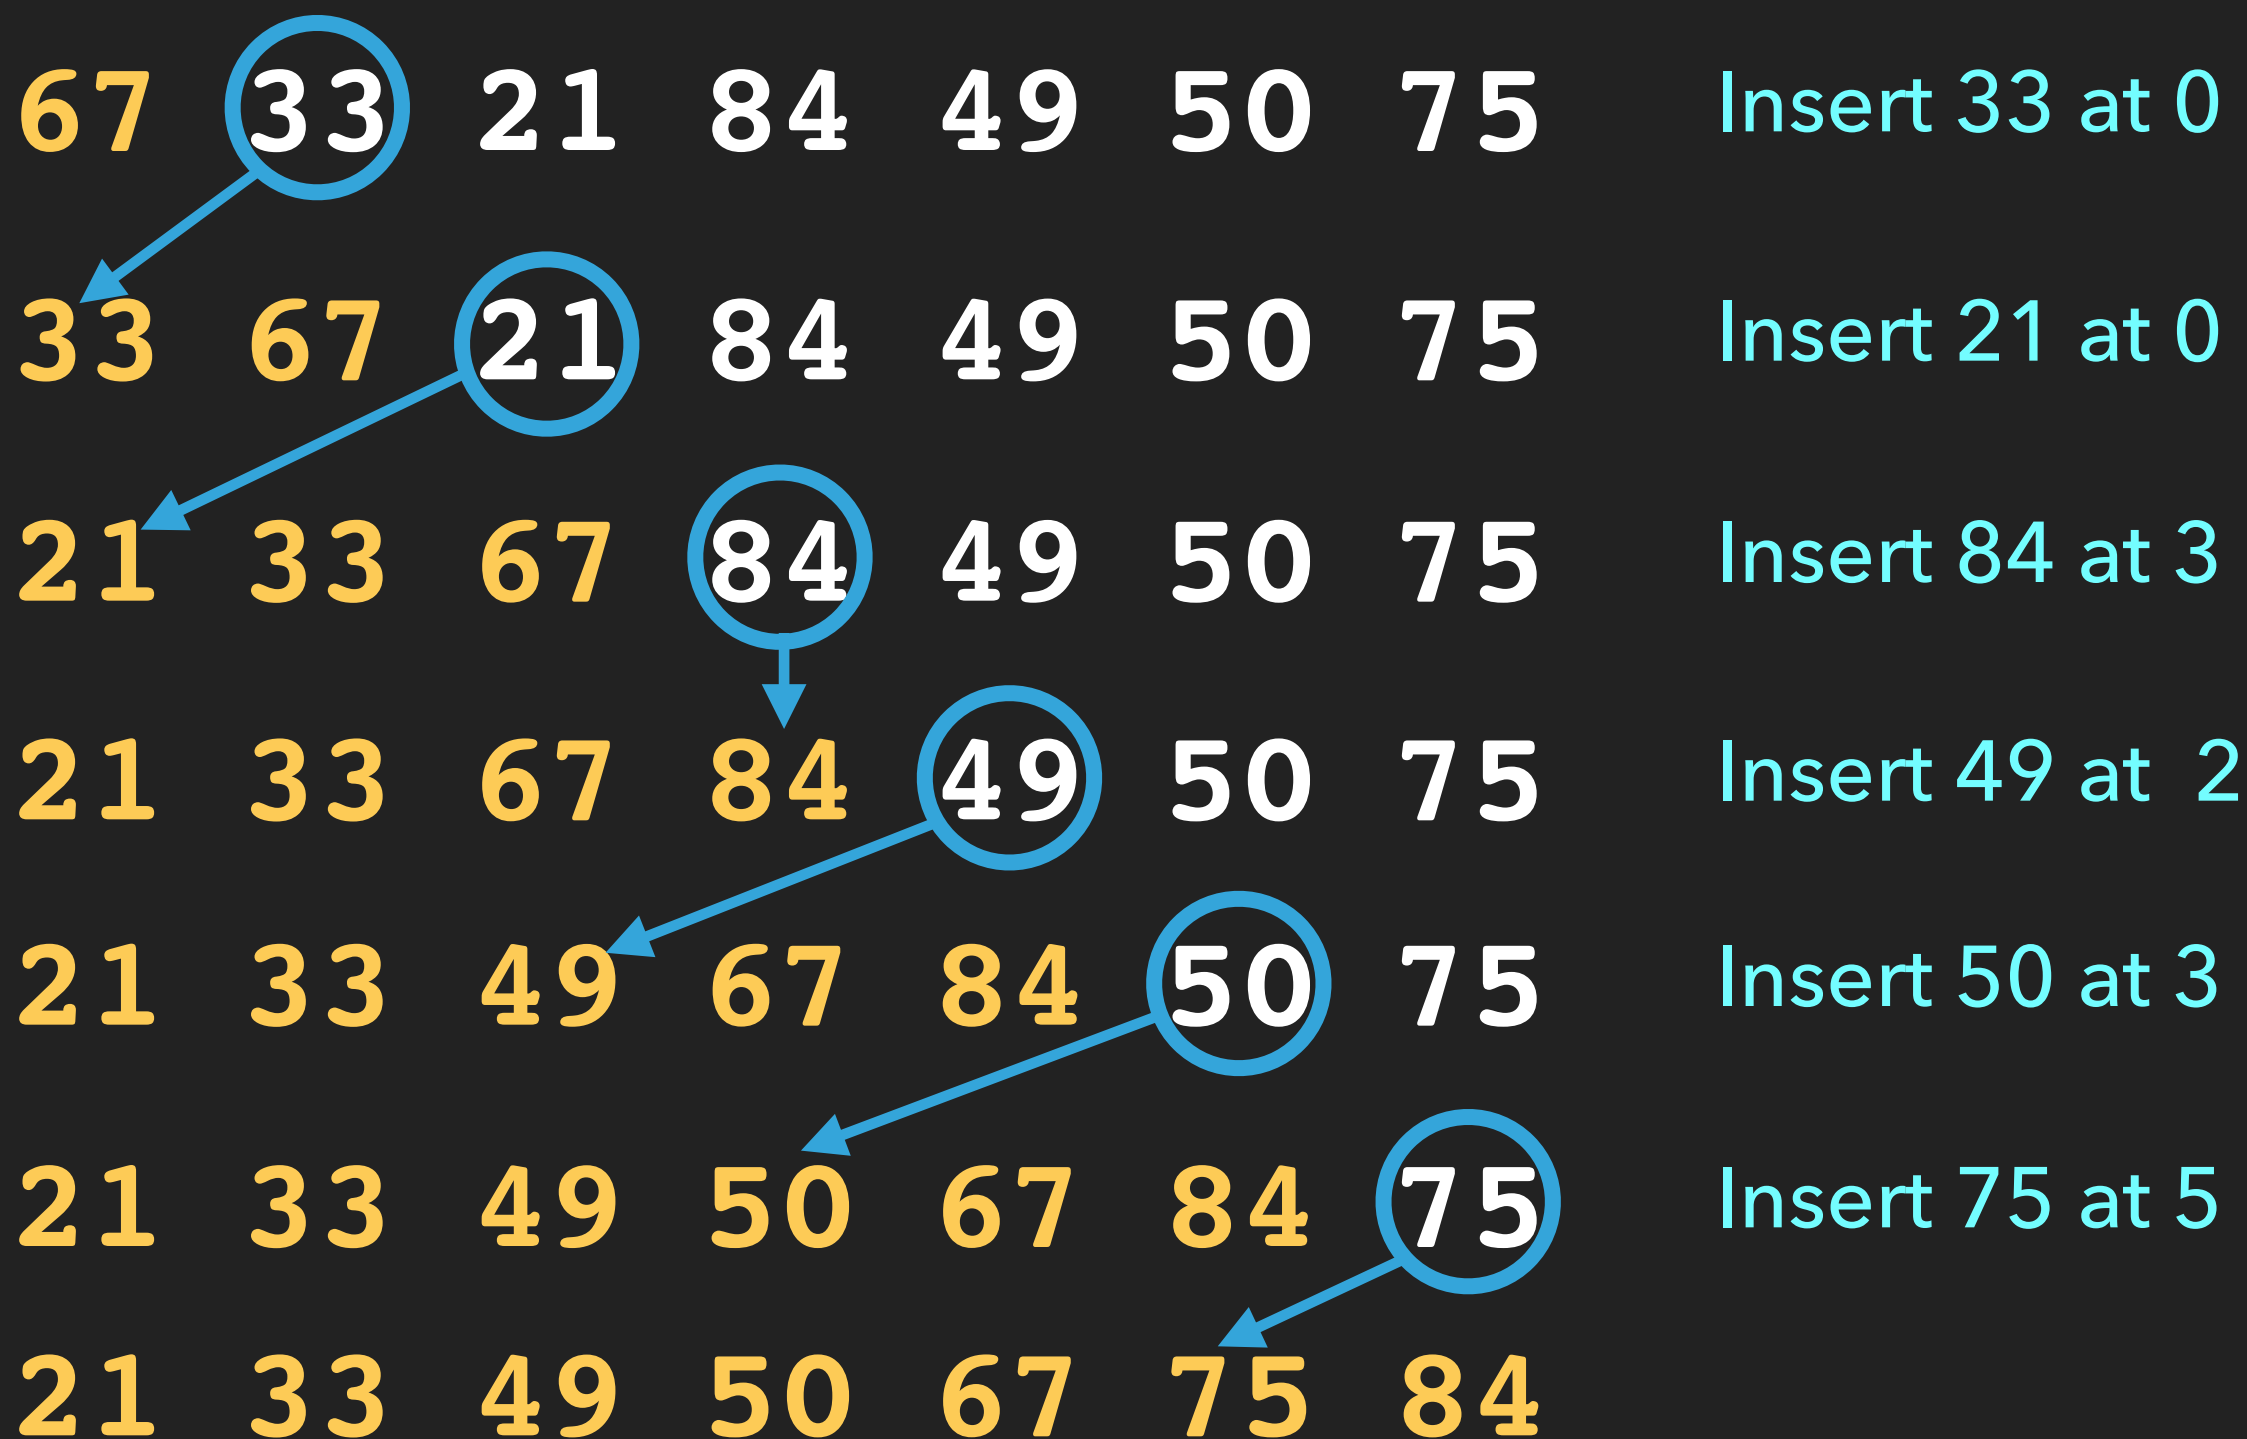 67 33 21 84 49 50 75 Insert 33 at 0
33 67 21 84 49 50 75 Insert 21 at 0
21 33 67 84 49 50 75 Insert 84 at 3
21 33 67 84 49 50 75 Insert 49 at 2
21 33 49 67 84 50 75 Insert 50 at 3
21 33 49 50 67 84 75 Insert 75 at 5
21 33 49 50 67 75 84